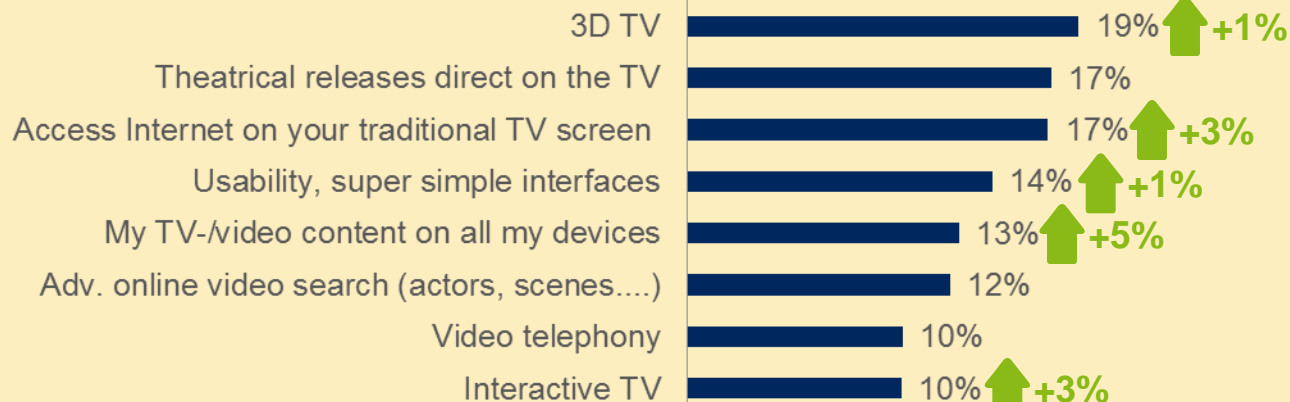 3D TV 19% +1%
Theatrical releases direct on the TV 17%
Access Internet on your traditional TV screen 17% +3%
Usability, super simple interfaces 14% +1%
My TV-/video content on all my devices 13% +5%
Adv. online video search (actors, scenes....) 12%
Video telephony 10%
Interactive TV 10% +3%